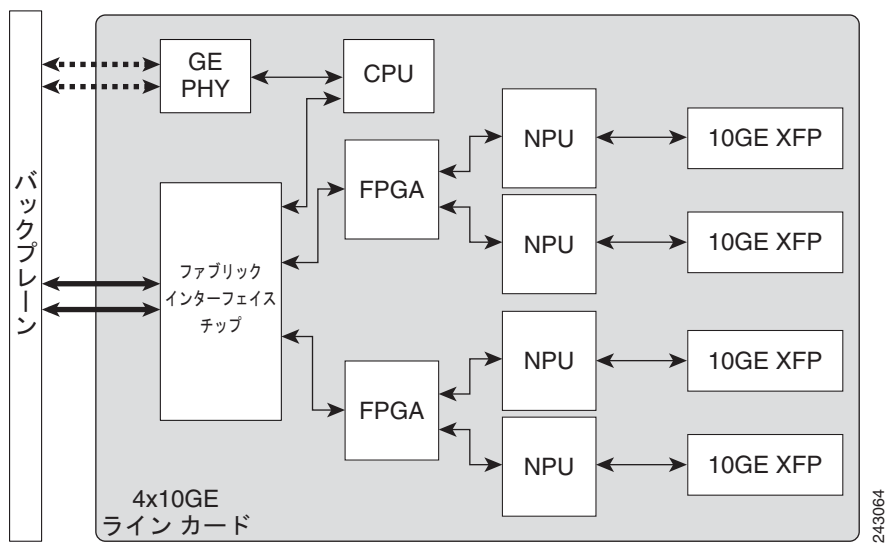 バックプレーン
GE
PHY
CPU
ファブリック
インターフェイス
チップ
FPGA
FPGA
NPU
10GE XFP
NPU
10GE XFP
NPU
10GE XFP
NPU
10GE XFP
4x10GE
ライン カード
243064